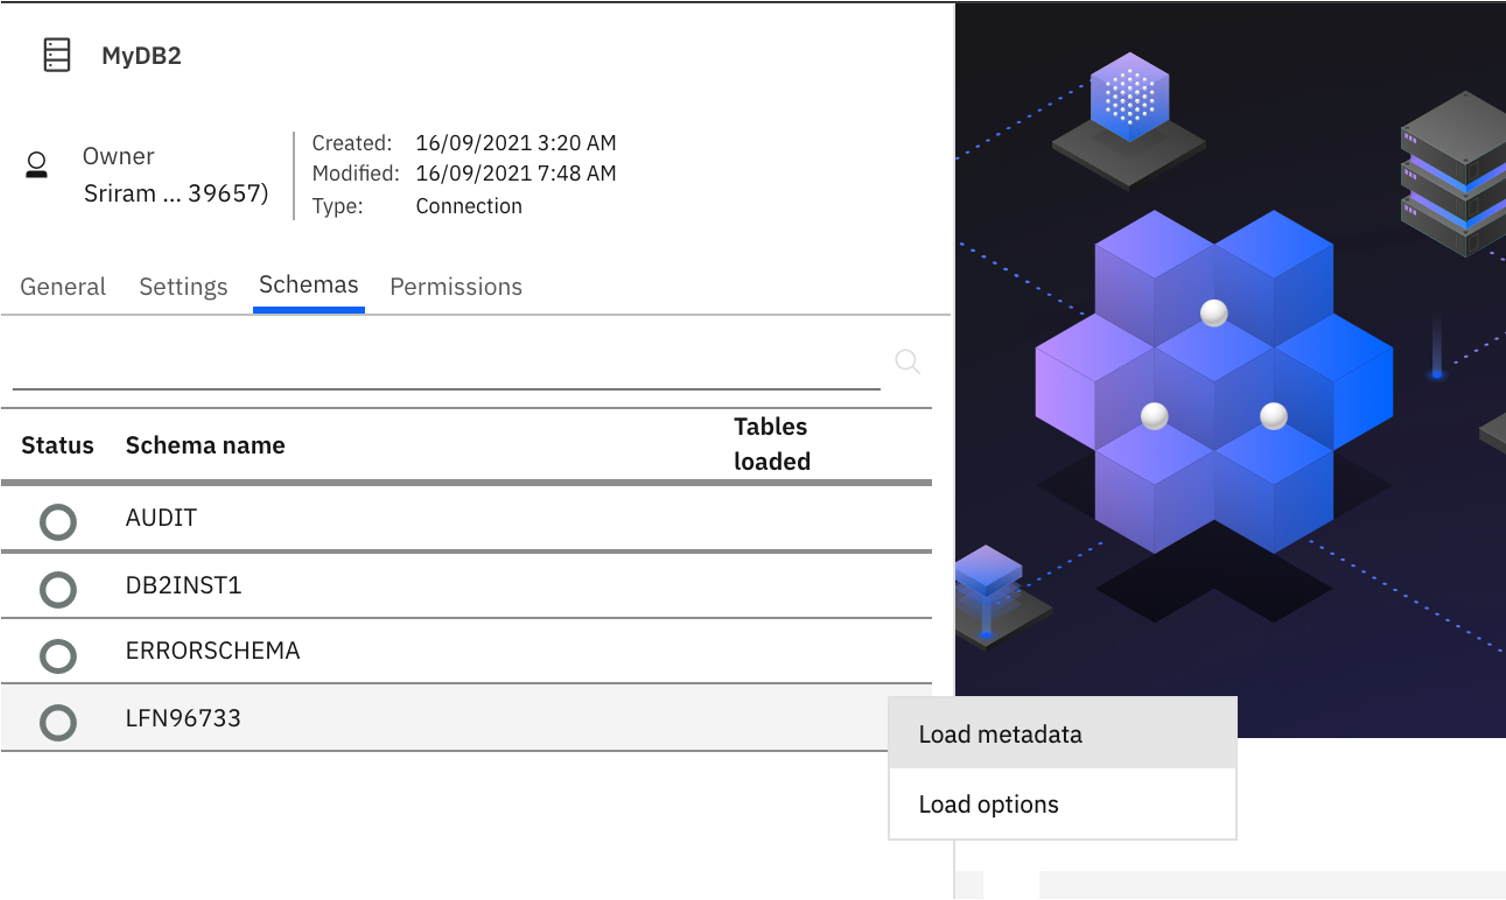 MyDB2
Owner
Sriram ... 39657)
Created: 16/09/2021 3:20 AM
Modified: 16/09/2021 7:48 AM
Type: Connection
General Settings Schemas Permissions
Status Schema name Tables loaded
AUDIT
DB2INST1
ERRORSCHEMA
LFN96733
Load metadata
Load options